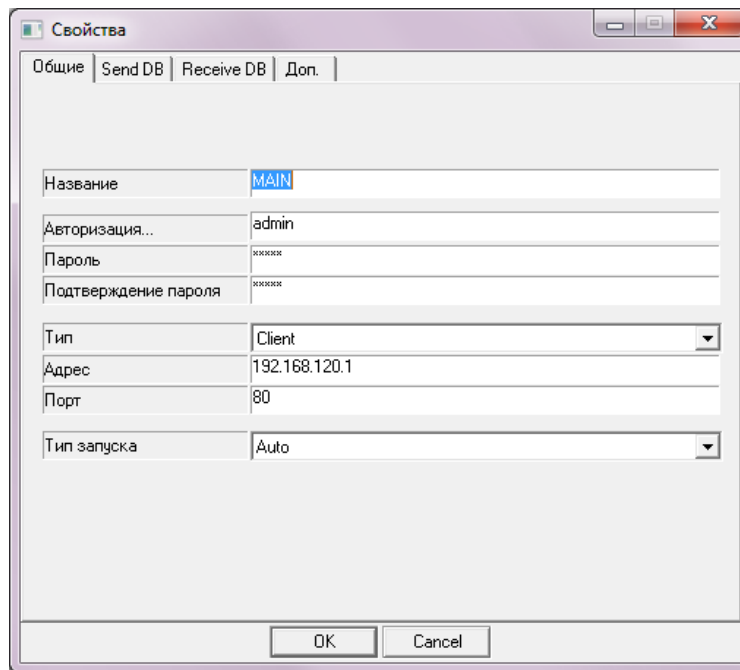 Свойства
Общие Send DB Receive DB Доп.
Название MAIN
Авторизация... admin
Пароль *****
Подтверждение пароля *****
Тип Client
Адрес 192.168.120.1
Порт 80
Тип запуска Auto
OK Cancel